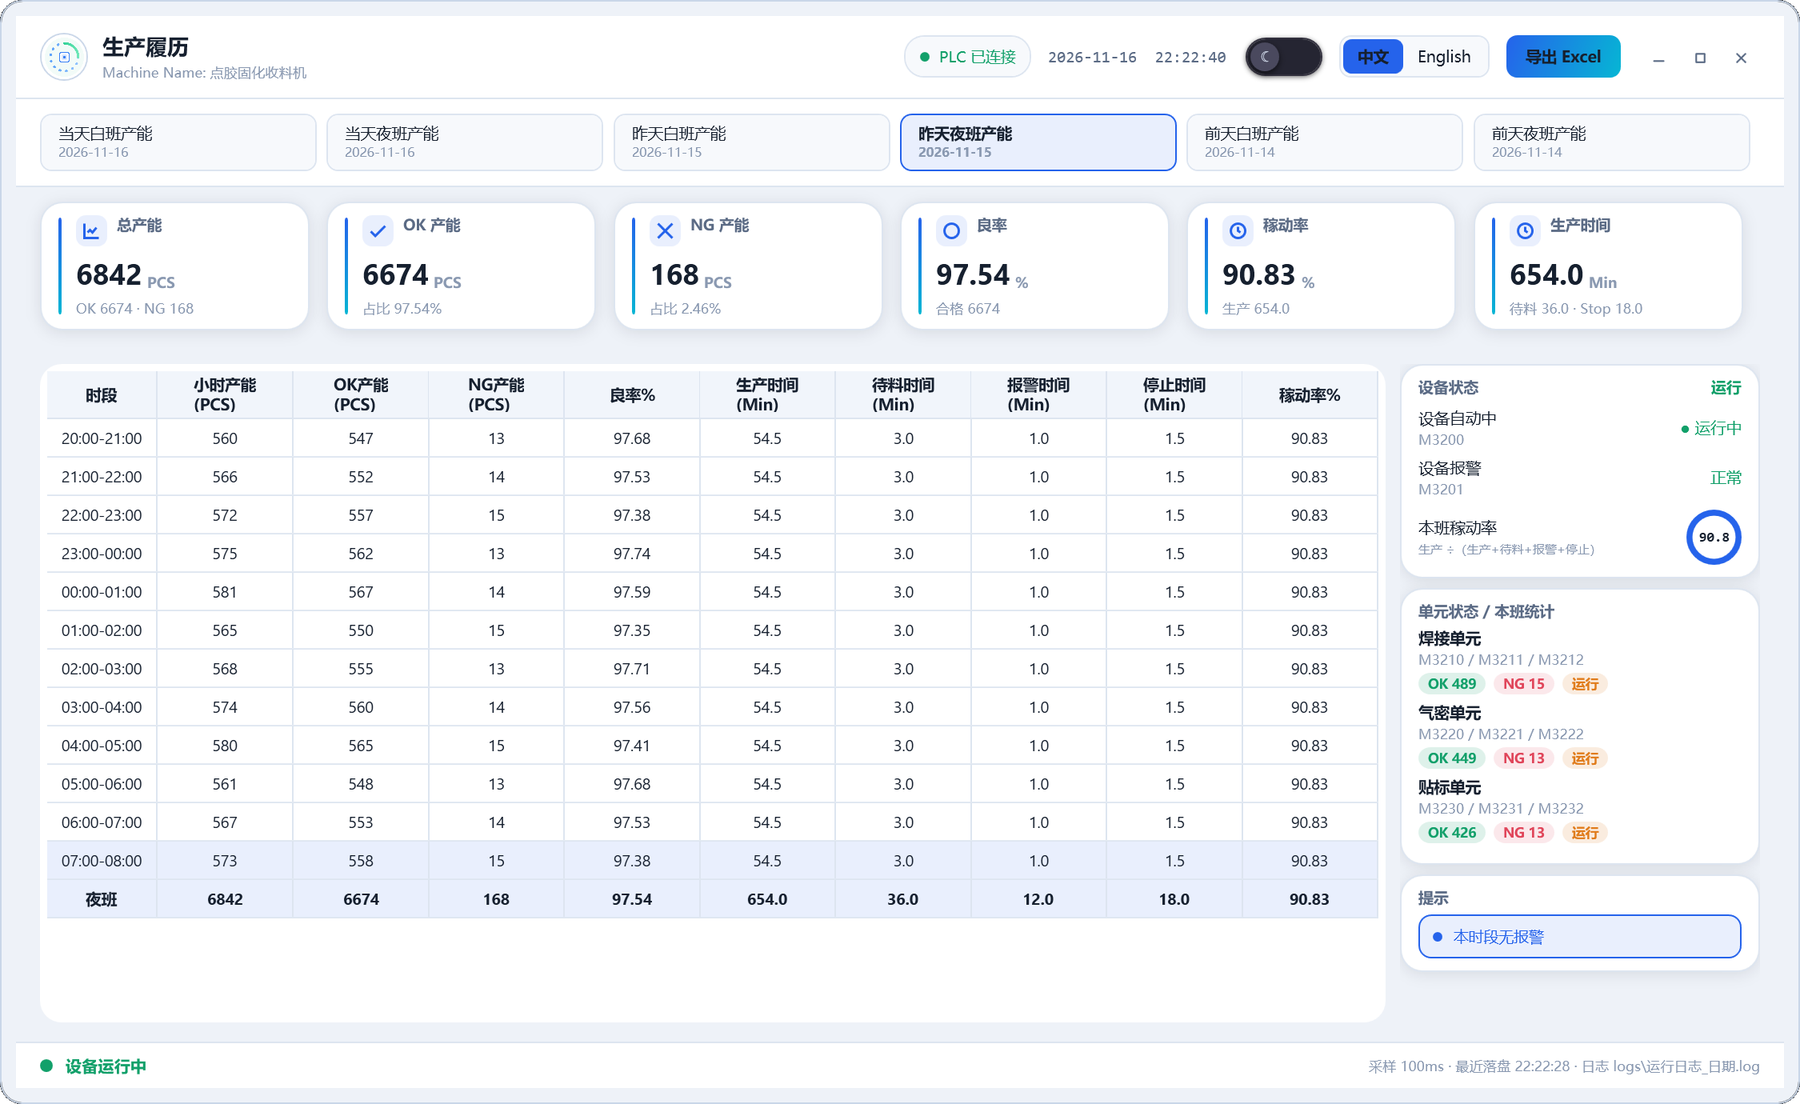 生产履历
Machine Name: 点胶固化收料机
PLC 已连接
2026-11-16 22:22:40
中文
English
导出 Excel
当天白班产能
2026-11-16
当天夜班产能
2026-11-16
昨天白班产能
2026-11-15
昨天夜班产能
2026-11-15
前天白班产能
2026-11-14
前天夜班产能
2026-11-14
总产能
6842 PCS
OK 6674 · NG 168
OK 产能
6674 PCS
占比 97.54%
NG 产能
168 PCS
占比 2.46%
良率
97.54 %
合格 6674
稼动率
90.83 %
生产 654.0
生产时间
654.0 Min
待料 36.0 · Stop 18.0
时段 小时产能 (PCS) OK产能 (PCS) NG产能 (PCS) 良率% 生产时间 (Min) 待料时间 (Min) 报警时间 (Min) 停止时间 (Min) 稼动率%
20:00-21:00 560 547 13 97.68 54.5 3.0 1.0 1.5 90.83
21:00-22:00 566 552 14 97.53 54.5 3.0 1.0 1.5 90.83
22:00-23:00 572 557 15 97.38 54.5 3.0 1.0 1.5 90.83
23:00-00:00 575 562 13 97.74 54.5 3.0 1.0 1.5 90.83
00:00-01:00 581 567 14 97.59 54.5 3.0 1.0 1.5 90.83
01:00-02:00 565 550 15 97.35 54.5 3.0 1.0 1.5 90.83
02:00-03:00 568 555 13 97.71 54.5 3.0 1.0 1.5 90.83
03:00-04:00 574 560 14 97.56 54.5 3.0 1.0 1.5 90.83
04:00-05:00 580 565 15 97.41 54.5 3.0 1.0 1.5 90.83
05:00-06:00 561 548 13 97.68 54.5 3.0 1.0 1.5 90.83
06:00-07:00 567 553 14 97.53 54.5 3.0 1.0 1.5 90.83
07:00-08:00 573 558 15 97.38 54.5 3.0 1.0 1.5 90.83
夜班 6842 6674 168 97.54 654.0 36.0 12.0 18.0 90.83
设备状态 运行
设备自动中
M3200
运行中
设备报警
M3201
正常
本班稼动率
生产 ÷（生产+待料+报警+停止）
90.8
单元状态 / 本班统计
焊接单元
M3210 / M3211 / M3212
OK 489 NG 15 运行
气密单元
M3220 / M3221 / M3222
OK 449 NG 13 运行
贴标单元
M3230 / M3231 / M3232
OK 426 NG 13 运行
提示
本时段无报警
设备运行中
采样 100ms · 最近落盘 22:22:28 · 日志 logs\运行日志_日期.log